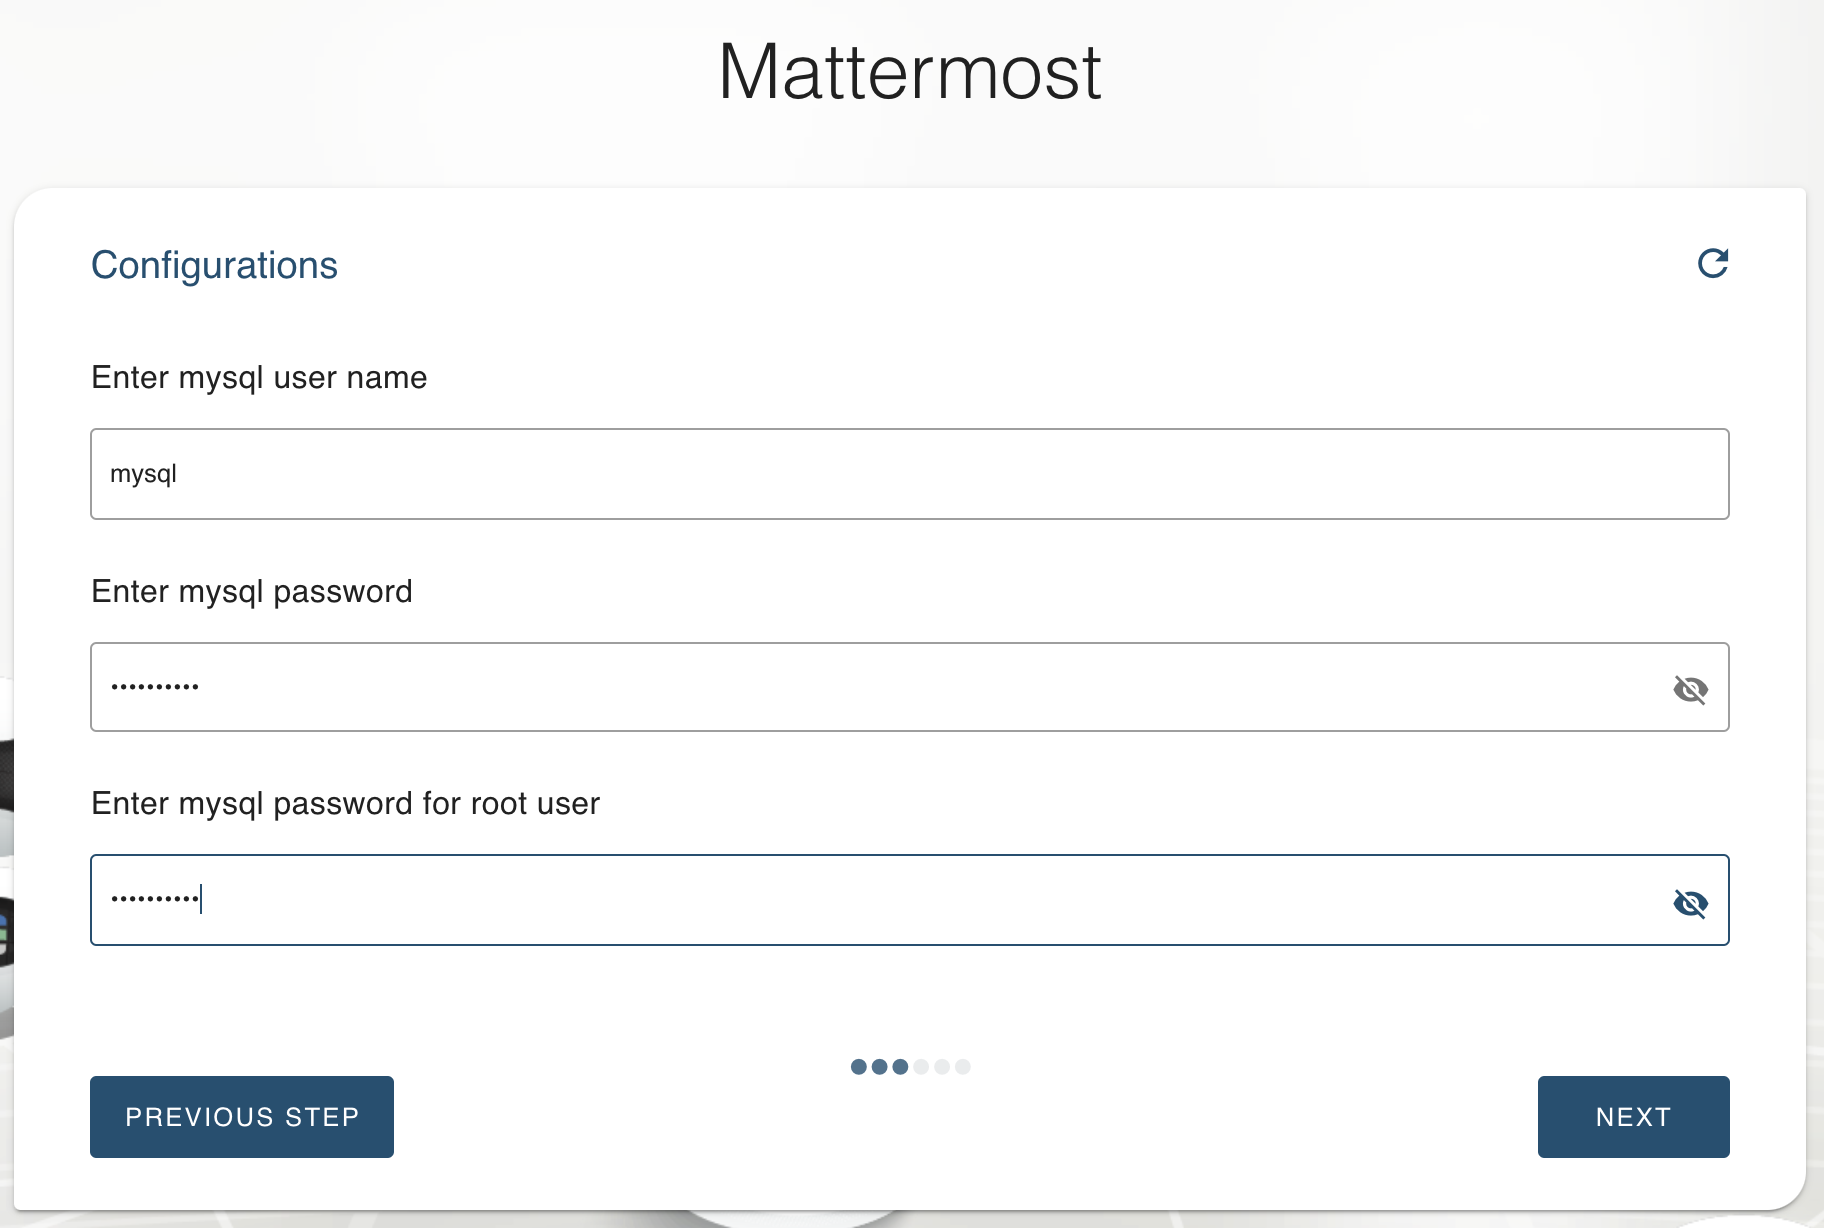 Mattermost
Configurations
Enter mysql user name
mysql
Enter mysql password
••••••••••
Enter mysql password for root user
••••••••••
PREVIOUS STEP
NEXT